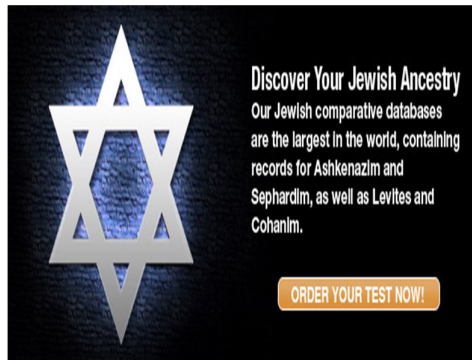 Discover Your Jewish Ancestry
Our Jewish comparative databases
are the largest in the world, containing
records for Ashkenazim and
Sephardim, as well as Levites and
Cohanim.
ORDER YOUR TEST NOW!